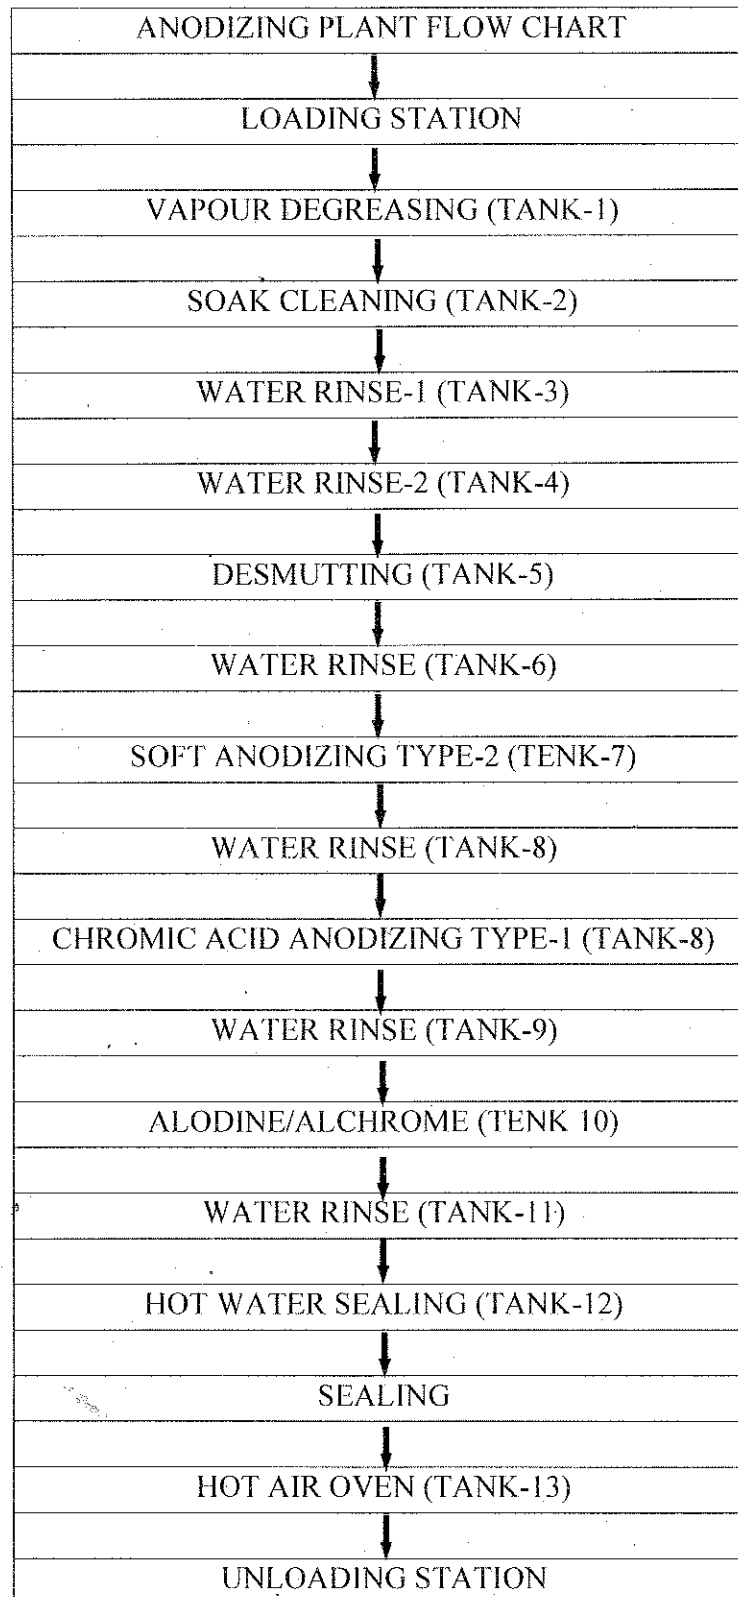 ANODIZING PLANT FLOW CHART
LOADING STATION
VAPOUR DEGREASING (TANK-1)
SOAK CLEANING (TANK-2)
WATER RINSE-1 (TANK-3)
WATER RINSE-2 (TANK-4)
DESMUTTING (TANK-5)
WATER RINSE (TANK-6)
SOFT ANODIZING TYPE-2 (TENK-7)
WATER RINSE (TANK-8)
CHROMIC ACID ANODIZING TYPE-1 (TANK-8)
WATER RINSE (TANK-9)
ALODINE/ALCHROME (TENK 10)
WATER RINSE (TANK-11)
HOT WATER SEALING (TANK-12)
SEALING
HOT AIR OVEN (TANK-13)
UNLOADING STATION